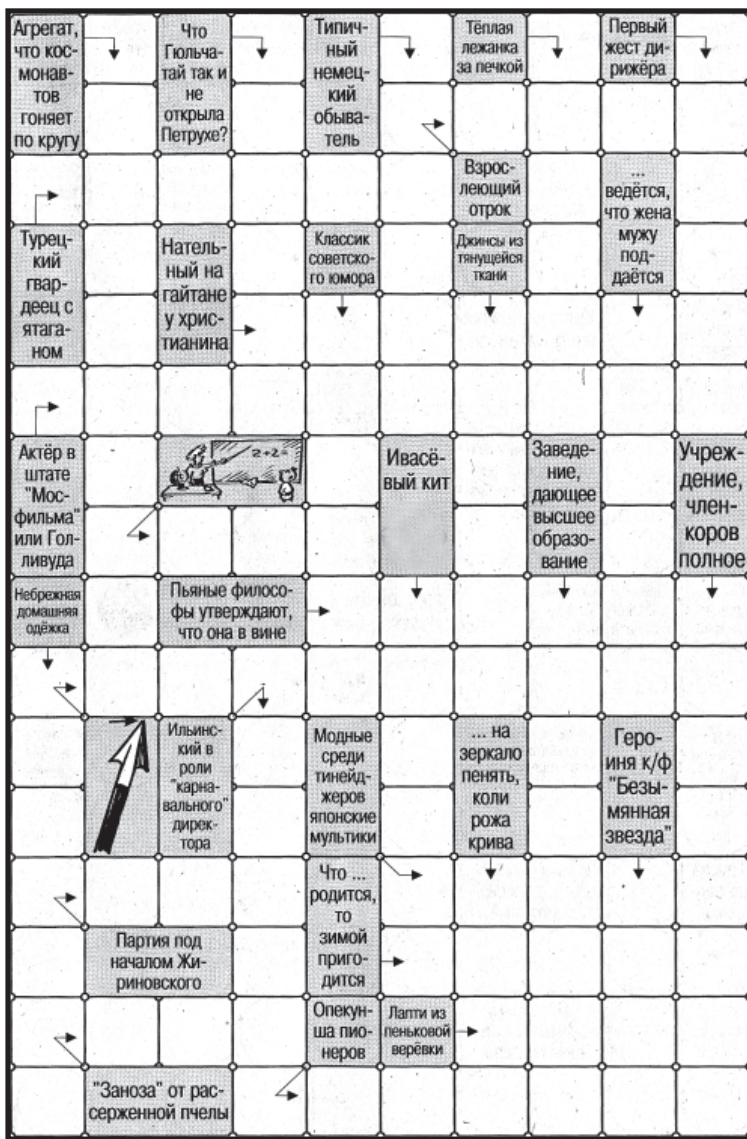 Агрегат,
что кос-
монав-
тов
гоняет
по кругу
Что
Гюльча-
тай так и
не
открыла
Петрухе?
Типич-
ный
немец-
кий
обыва-
тель
Тёплая
лежанка
за печкой
Первый
жест ди-
рижёра
Взрос-
леющий
отрок
...
ведётся,
что жена
мужу
под-
даётся
Турец-
кий
гвар-
деец с
ятага-
ном
Натель-
ный на
гайтане
у хрис-
тианина
Классик
советско-
го юмора
Джинсы из
тянущейся
ткани
Актёр в
штате
"Мос-
фильма"
или Гол-
ливуда
2+2=
Ивасё-
вый кит
Заведе-
ние,
дающее
высшее
образо-
вание
Учреж-
дение,
член-
коров
полное
Небрежная
домашняя
одёжка
Пьяные филосо-
фы утверждают,
что она в вине
Ильин-
ский в
роли
"карна-
вального"
дирек-
тора
Модные
среди
тинейд-
жеров
японские
мультики
... на
зеркало
пенять,
коли
рожа
крива
Геро-
иня к/ф
"Безы-
мянная
звезда"
Что ...
родится,
то
зимой
приго-
дится
Партия под
началом Жи-
риновского
Опекун-
ша пио-
неров
Лапти из
пеньковой
верёвки
"Заноза" от рас-
серженной пчелы